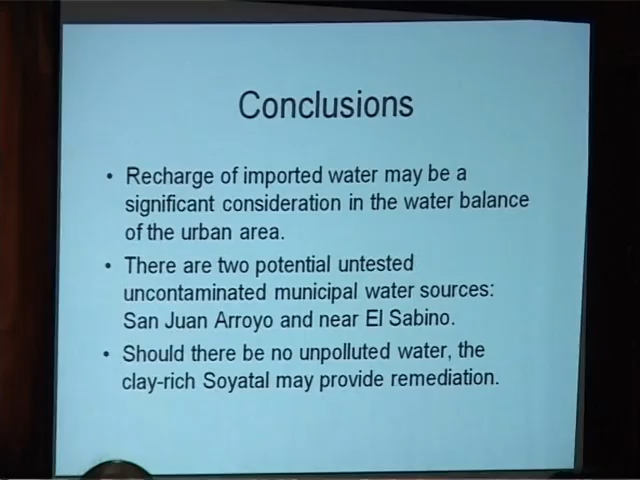 Conclusions
• Recharge of imported water may be a
significant consideration in the water balance
of the urban area.
• There are two potential untested
uncontaminated municipal water sources:
San Juan Arroyo and near El Sabino.
• Should there be no unpolluted water, the
clay-rich Soyatal may provide remediation.